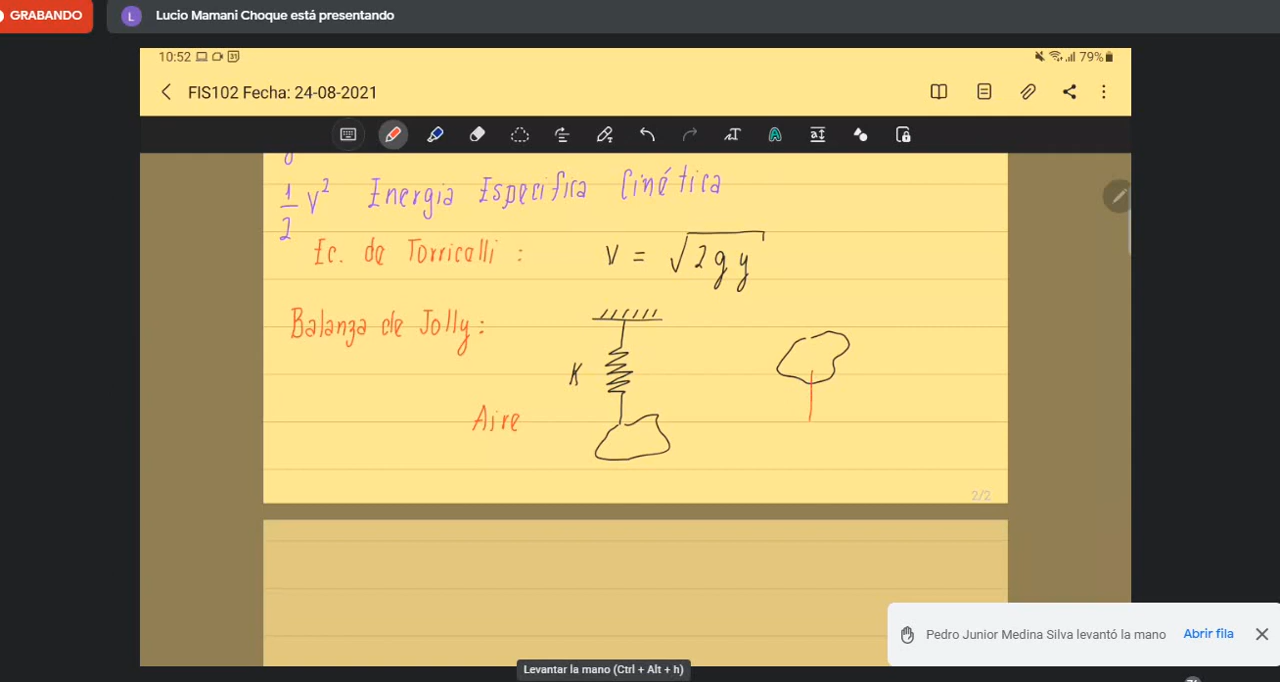 GRABANDO
L Lucio Mamani Choque está presentando
10:52 31 79%
FIS102 Fecha: 24-08-2021
1/2 v² Energia Especifica Cinética
Ec. de Torricalli : v = √2gy
Balanza de Jolly:
K
Aire
2/2
Pedro Junior Medina Silva levantó la mano Abrir fila
Levantar la mano (Ctrl + Alt + h)